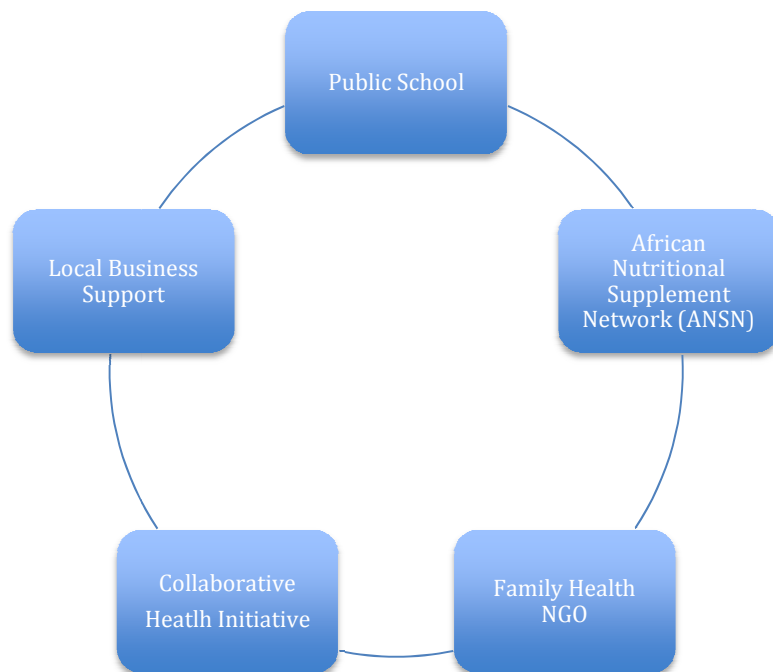 Public School
African
Nutritional
Supplement
Network (ANSN)
Family Health
NGO
Collaborative
Heatlh Initiative
Local Business
Support